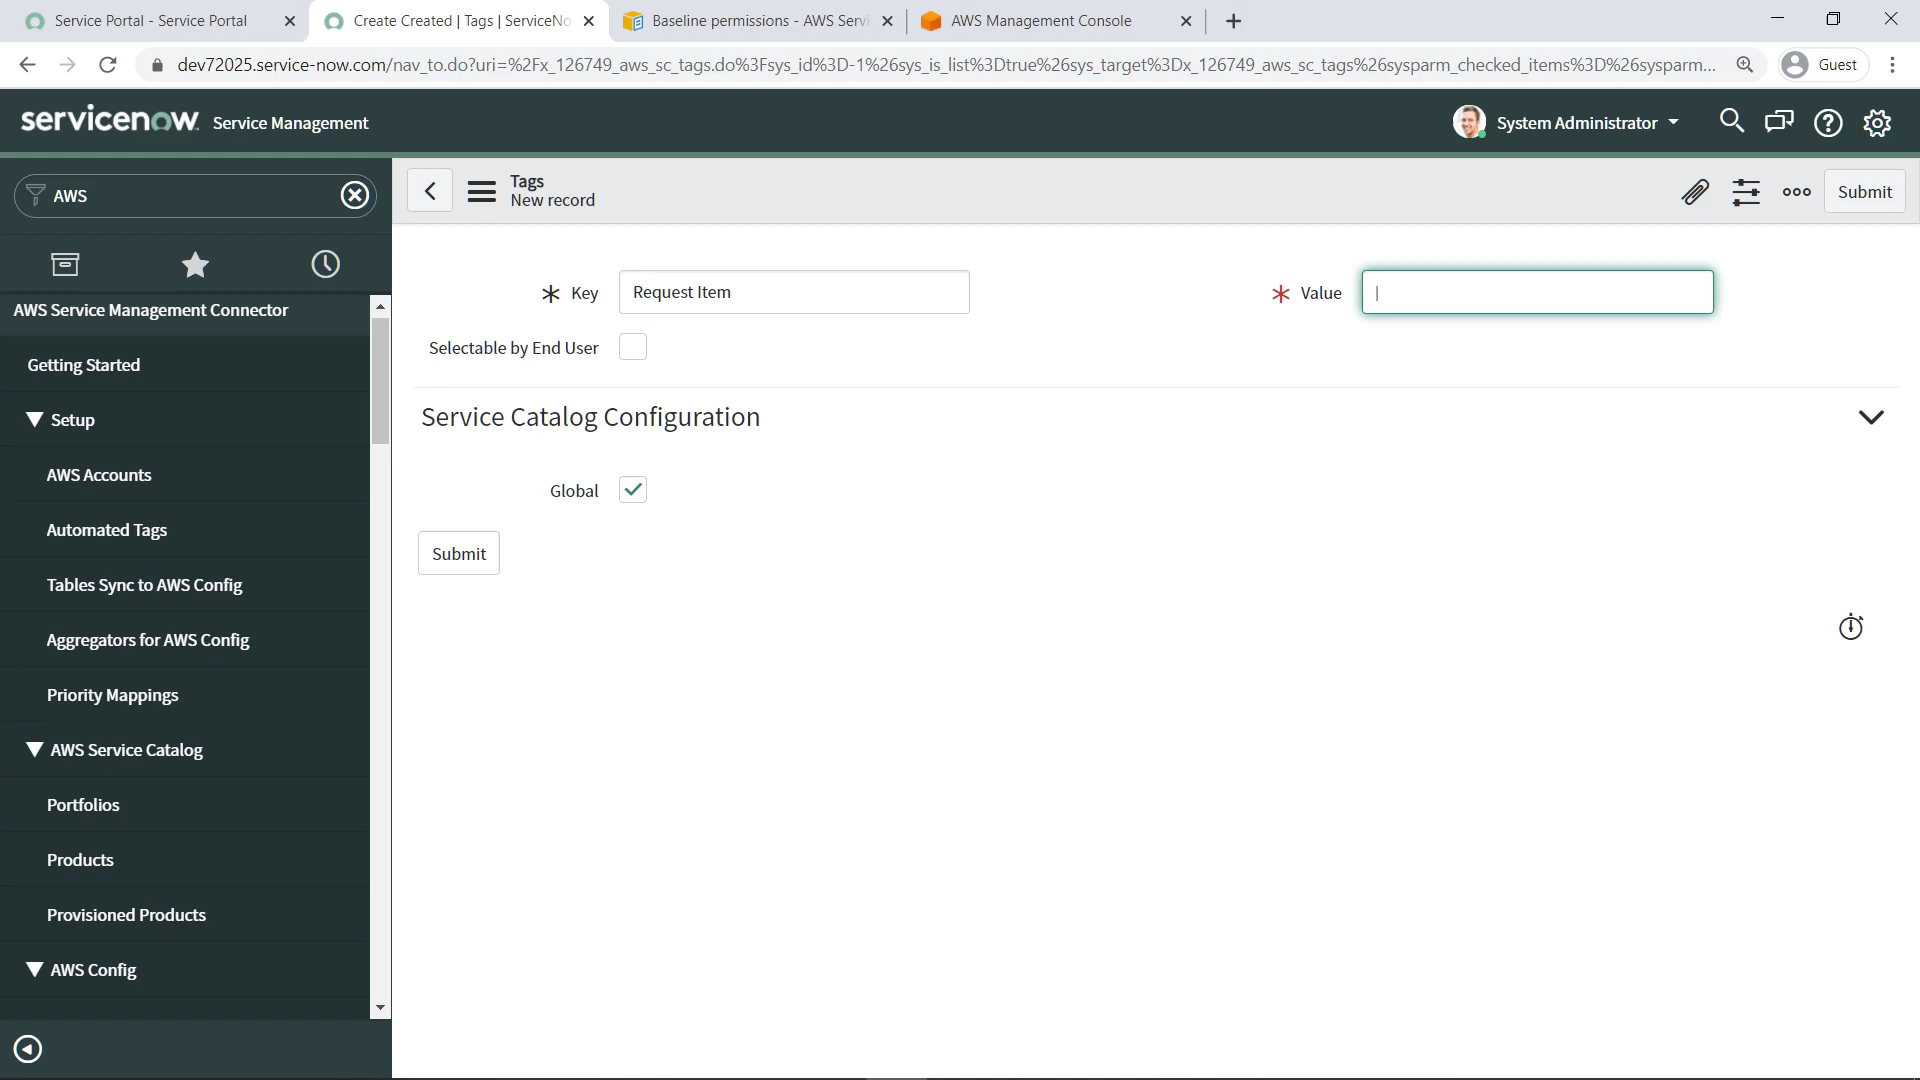 Service Portal - Service Portal
Create Created | Tags | ServiceNo
Baseline permissions - AWS Servi
AWS Management Console
dev72025.service-now.com/nav_to.do?uri=%2Fx_126749_aws_sc_tags.do%3Fsys_id%3D-1%26sys_is_list%3Dtrue%26sys_target%3Dx_126749_aws_sc_tags%26sysparm_checked_items%3D%26sysparm...
Guest
servicenow Service Management
System Administrator
AWS
Tags
New record
Submit
Key
Request Item
Value
Selectable by End User
Service Catalog Configuration
Global
Submit
AWS Service Management Connector
Getting Started
Setup
AWS Accounts
Automated Tags
Tables Sync to AWS Config
Aggregators for AWS Config
Priority Mappings
AWS Service Catalog
Portfolios
Products
Provisioned Products
AWS Config